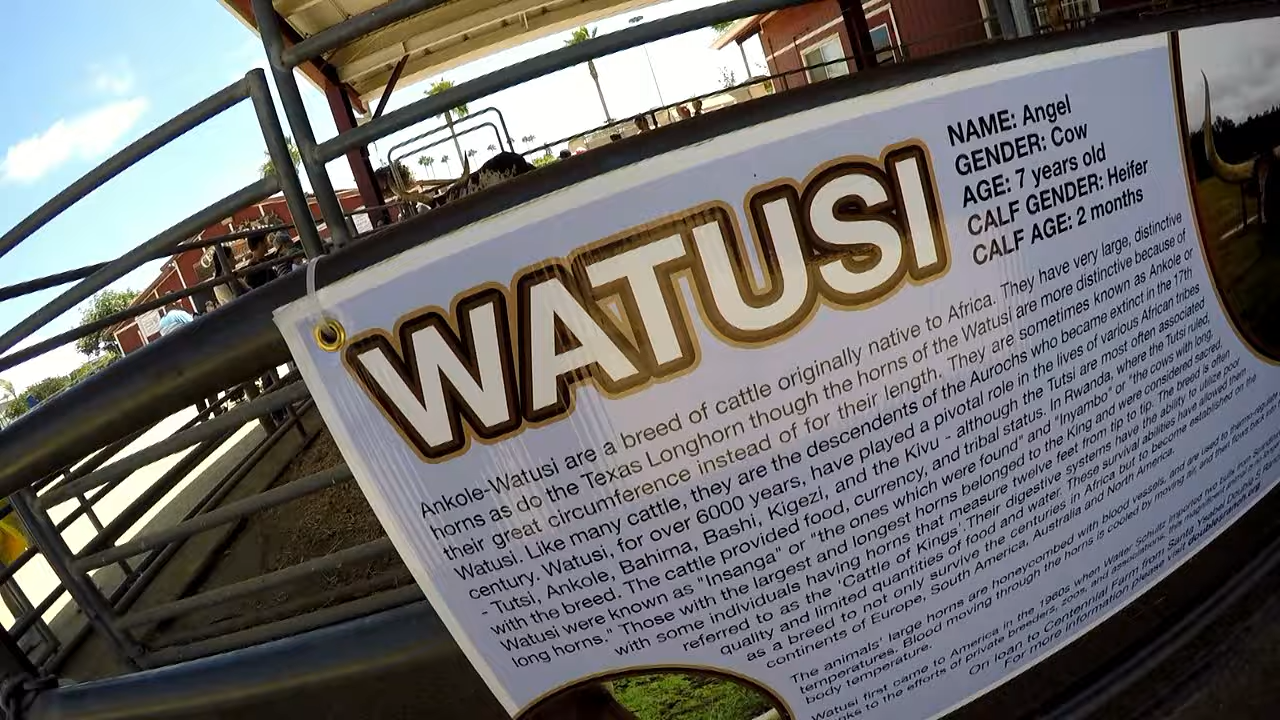 WATUSI
NAME: Angel
GENDER: Cow
AGE: 7 years old
CALF GENDER: Heifer
CALF AGE: 2 months
Ankole-Watusi are a breed of cattle originally native to Africa. They have very large, distinctive
horns as do the Texas Longhorn though the horns of the Watusi are more distinctive because of
their great circumference instead of for their length. They are sometimes known as Ankole or
Watusi. Like many cattle, they are the descendents of the Aurochs who became extinct in the 17th
century. Watusi, for over 6000 years, have played a pivotal role in the lives of various African tribes
- Tutsi, Ankole, Bahima, Bashi, Kigezi, and the Kivu - although the Tutsi are most often associated
with the breed. The cattle provided food, currency, and tribal status. In Rwanda, where the Tutsi ruled,
Watusi were known as "Insanga" or "the ones which were found" and "Inyambo" or "the cows with long,
long horns." Those with the largest and longest horns belonged to the King and were considered sacred,
with some individuals having horns that measure twelve feet from tip to tip. The breed is often
referred to as the 'Cattle of Kings'. Their digestive systems have the ability to utilize poor
quality and limited quantities of food and water. These survival abilities have allowed them
as a breed to not only survive the centuries in Africa but to become established on the
continents of Europe, South America, Australia and North America.
The animals' large horns are honeycombed with blood vessels, and are used to thermo-regulate
temperatures. Blood moving through the horns is cooled by moving air, and then flows back
body temperature.
Watusi first came to America in the 1960s when Walter Schultz imported two
to the efforts of private breeders, zoos, and associations,
On loan to Centennial Farm from
For more information please visit